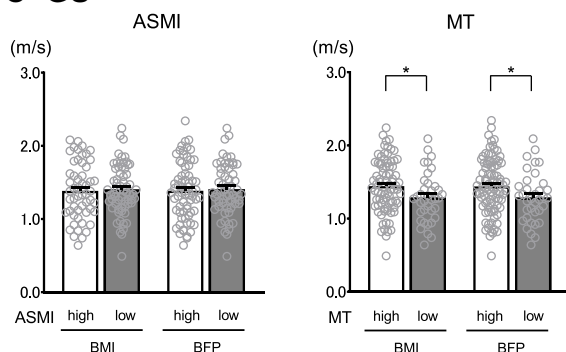 ASMI
MT
(m/s)
(m/s)
3.0
2.0
1.0
0.0
3.0
2.0
1.0
0.0
*
*
ASMI high low high low
BMI BFP
MT high low high low
BMI BFP